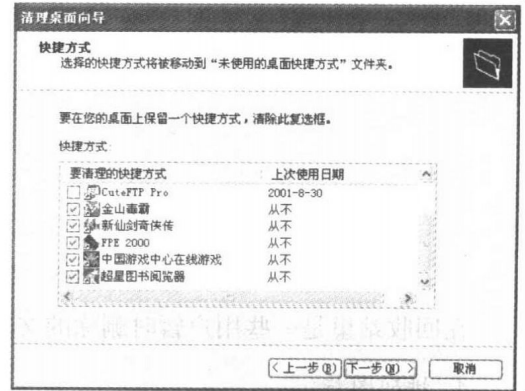 清理桌面向导
快捷方式
选择的快捷方式将被移动到“未使用的桌面快捷方式”文件夹。
要在您的桌面上保留一个快捷方式，清除此复选框。
快捷方式:
要清理的快捷方式 上次使用日期
CuteFTP Pro 2001-8-30
金山毒霸 从不
新仙剑奇侠传 从不
FPE 2000 从不
中国游戏中心在线游戏 从不
超星图书阅览器 从不
< 上一步(B) 下一步(N) > 取消